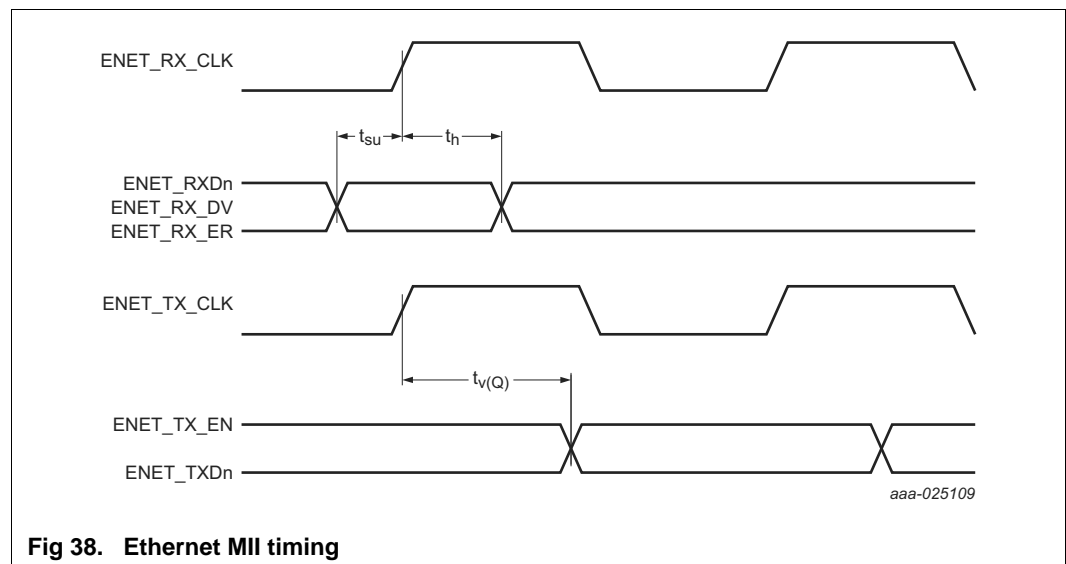 ENET_RX_CLK
tsu
th
ENET_RXDn
ENET_RX_DV
ENET_RX_ER
ENET_TX_CLK
tv(Q)
ENET_TX_EN
ENET_TXDn
aaa-025109
Fig 38. Ethernet MII timing